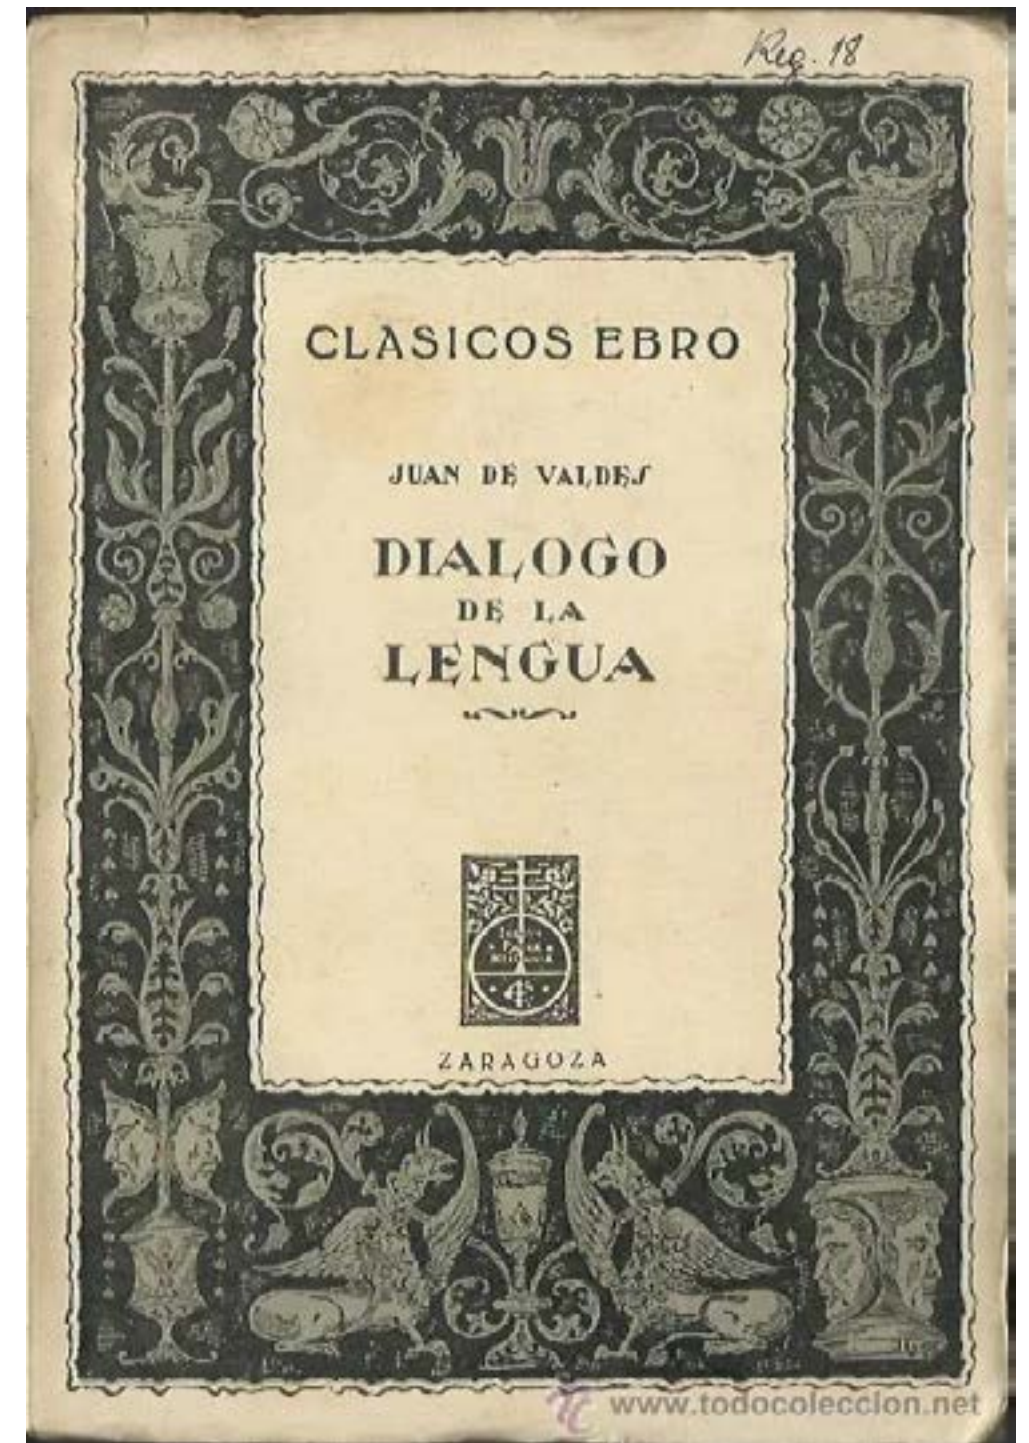 Reg. 18
CLASICOS EBRO
JUAN DE VALDES
DIALOGO
DE LA
LENGUA
ZARAGOZA
www.todocoleccion.net